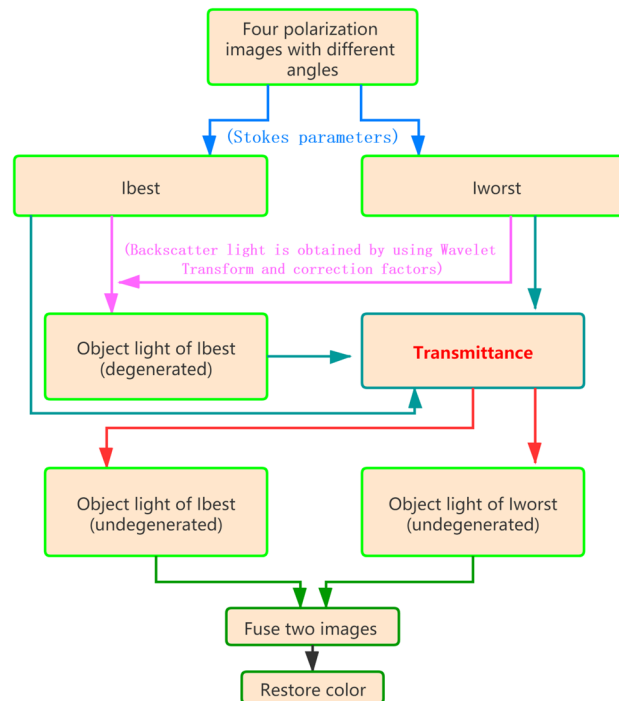 Four polarization
images with different
angles
(Stokes parameters)
Ibest
Iworst
(Backscatter light is obtained by using Wavelet
Transform and correction factors)
Object light of Ibest
(degenerated)
Transmittance
Object light of Ibest
(undegenerated)
Object light of Iworst
(undegenerated)
Fuse two images
Restore color